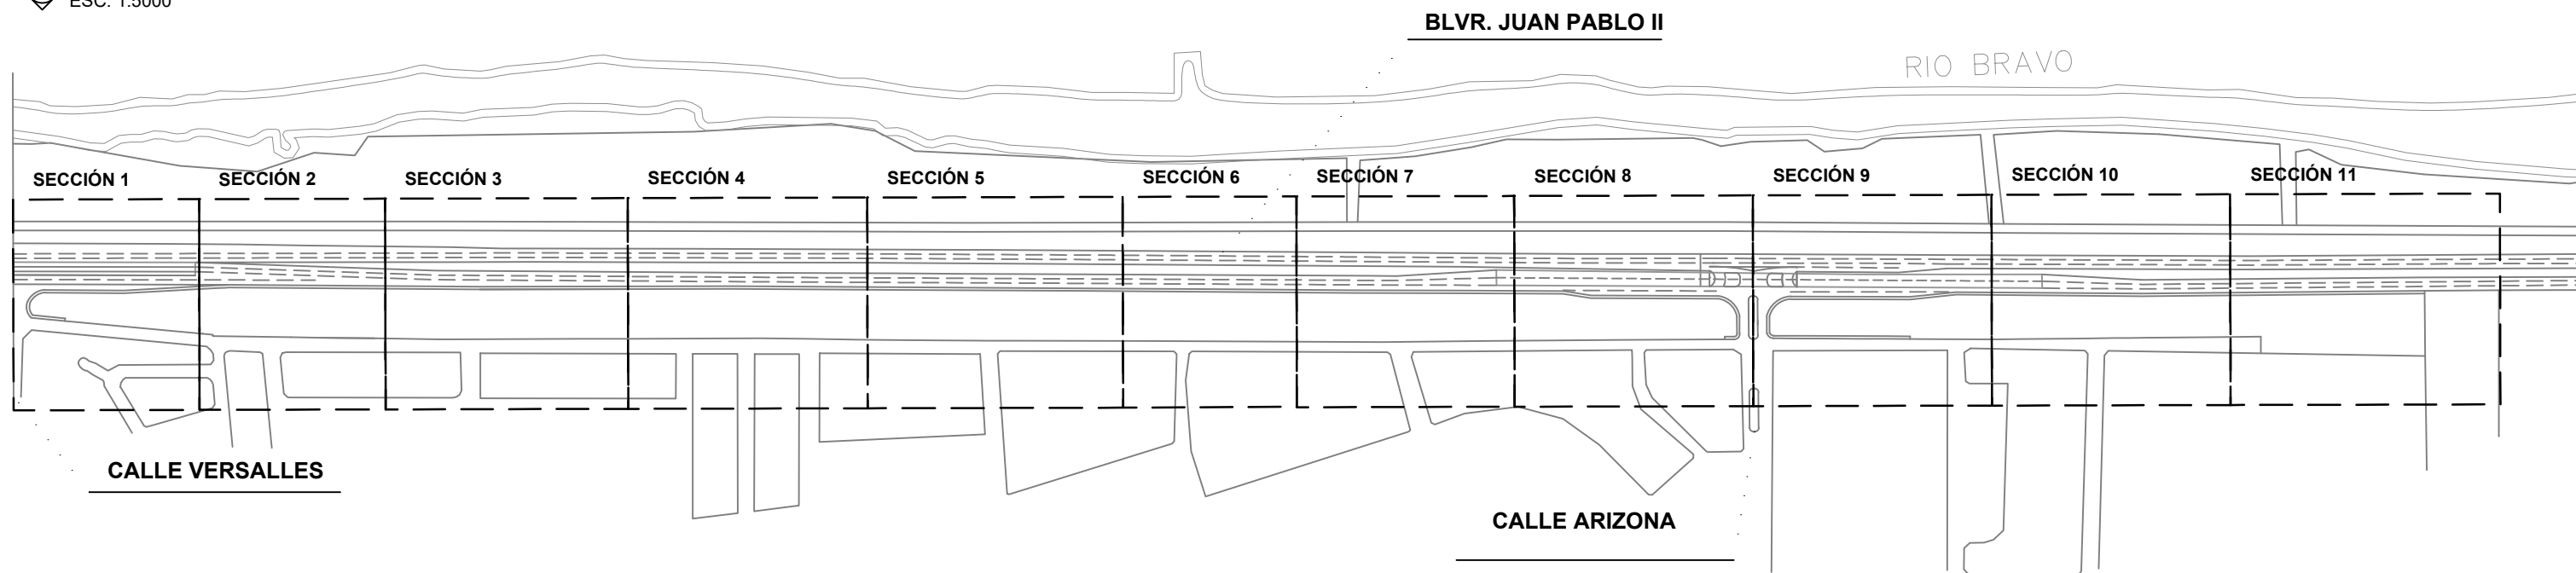 ESC. 1:5000
BLVR. JUAN PABLO II
RIO BRAVO
SECCIÓN 1
SECCIÓN 2
SECCIÓN 3
SECCIÓN 4
SECCIÓN 5
SECCIÓN 6
SECCIÓN 7
SECCIÓN 8
SECCIÓN 9
SECCIÓN 10
SECCIÓN 11
CALLE VERSALLES
CALLE ARIZONA